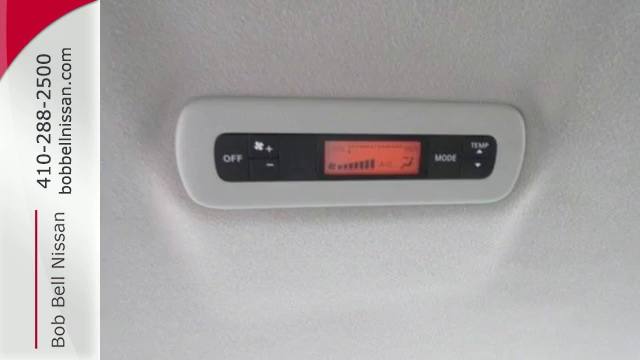 410-288-2500
bobbellnissan.com
Bob Bell Nissan
OFF
+
-
MODE
TEMP